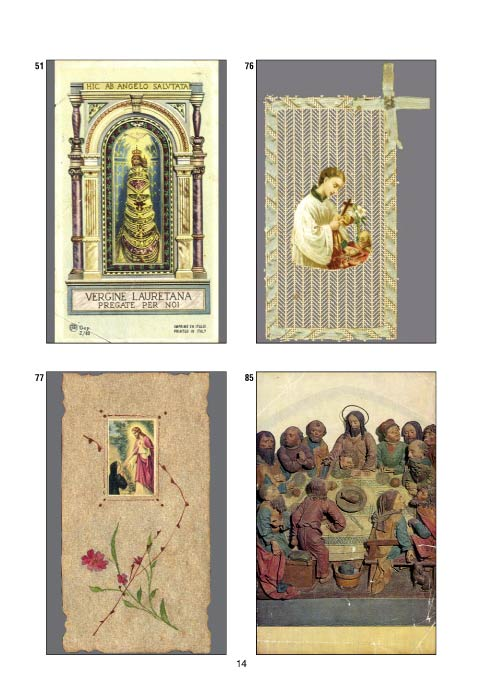 51
76
HIC AB ANGELO SALVTATA
VERGINE LAURETANA
PREGATE PER NOI
IMPRIMÉ EN ITALIE
PRINTED IN ITALY
77
85
14